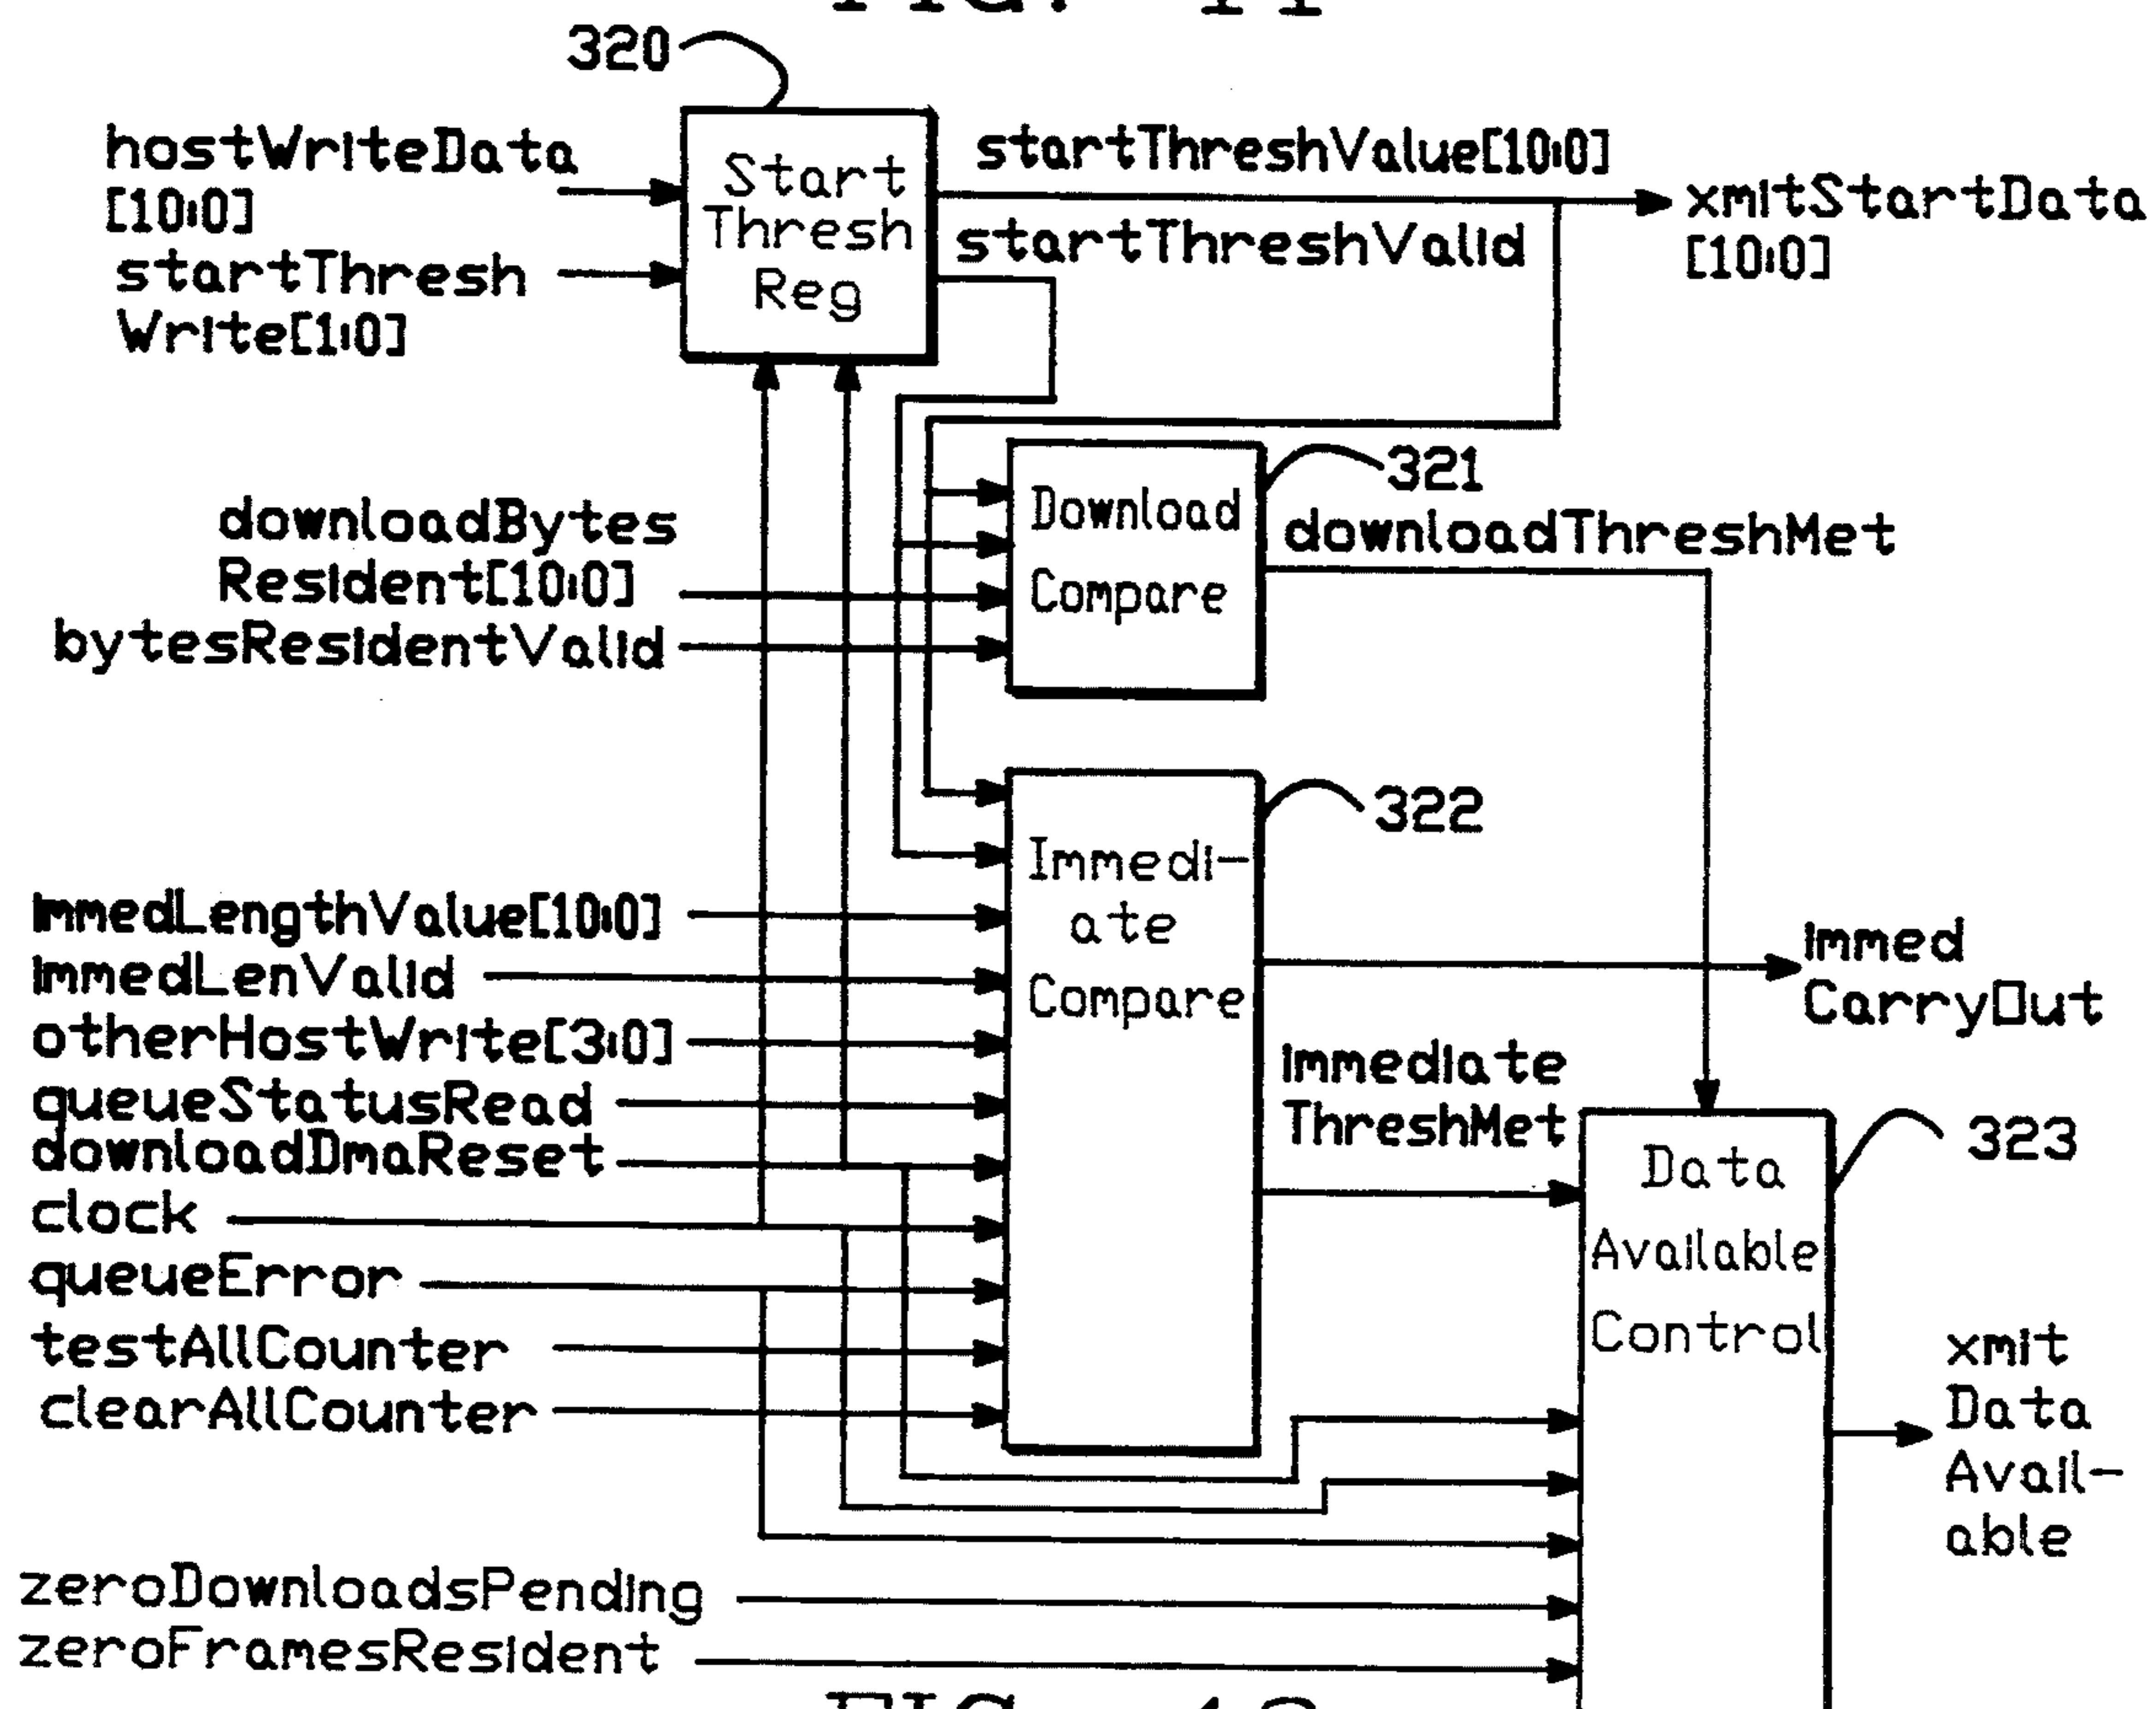 320
hostWriteData
[10:0]
startThresh
Write[1:0]
Start
Thresh
Reg
startThreshValue[10:0]
startThreshValid
xmitStartData
[10:0]
321
downloadBytes
Resident[10:0]
bytesResidentValid
Download
Compare
downloadThreshMet
322
immedLengthValue[10:0]
immedLenValid
otherHostWrite[3:0]
queueStatusRead
downloadDmaReset
clock
queueError
testAllCounter
clearAllCounter
Immedi-
ate
Compare
Immed
CarryOut
Immediate
ThreshMet
323
Data
Available
Control
xmit
Data
Avail-
able
zeroDownloadsPending
zeroFramesResident